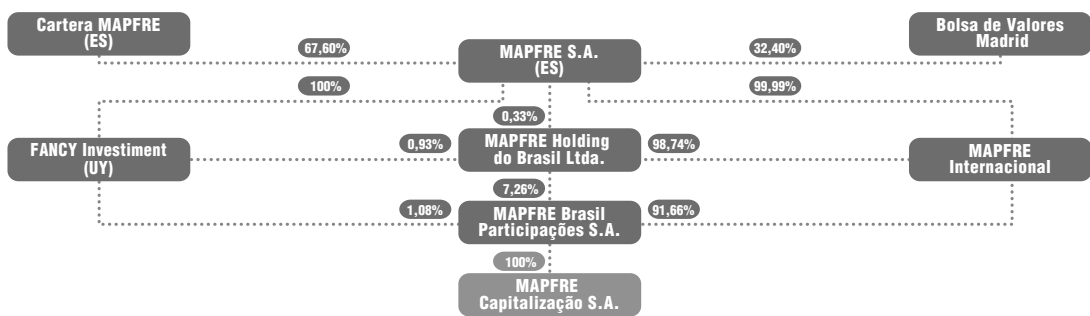 Cartera MAPFRE
(ES)
67,60%
MAPFRE S.A.
(ES)
32,40%
Bolsa de Valores
Madrid
100%
99,99%
0,33%
FANCY Investiment
(UY)
0,93%
MAPFRE Holding
do Brasil Ltda.
98,74%
MAPFRE
Internacional
7,26%
1,08%
MAPFRE Brasil
Participações S.A.
91,66%
100%
MAPFRE
Capitalização S.A.